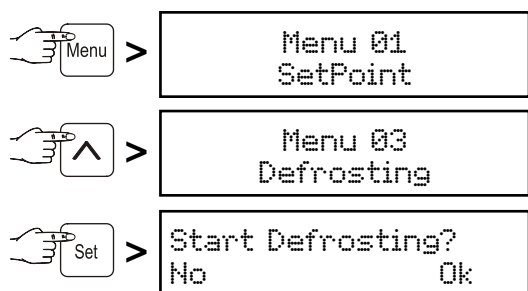 Menu > Menu 01
SetPoint
> Menu 03
Defrosting
Set > Start Defrosting?
No Ok